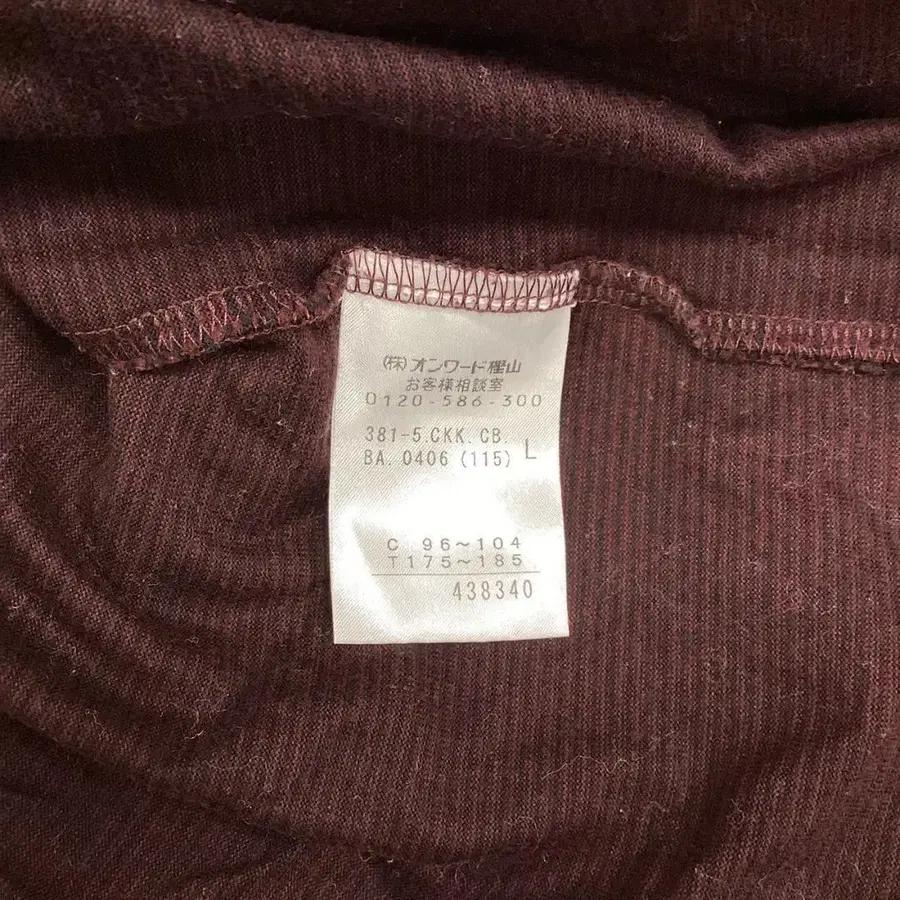 (株)オンワード樫山
お客様相談室
0120-586-300
381-5.CKK.CB.
BA.0406(115) L
C 96~104
T175~185
438340